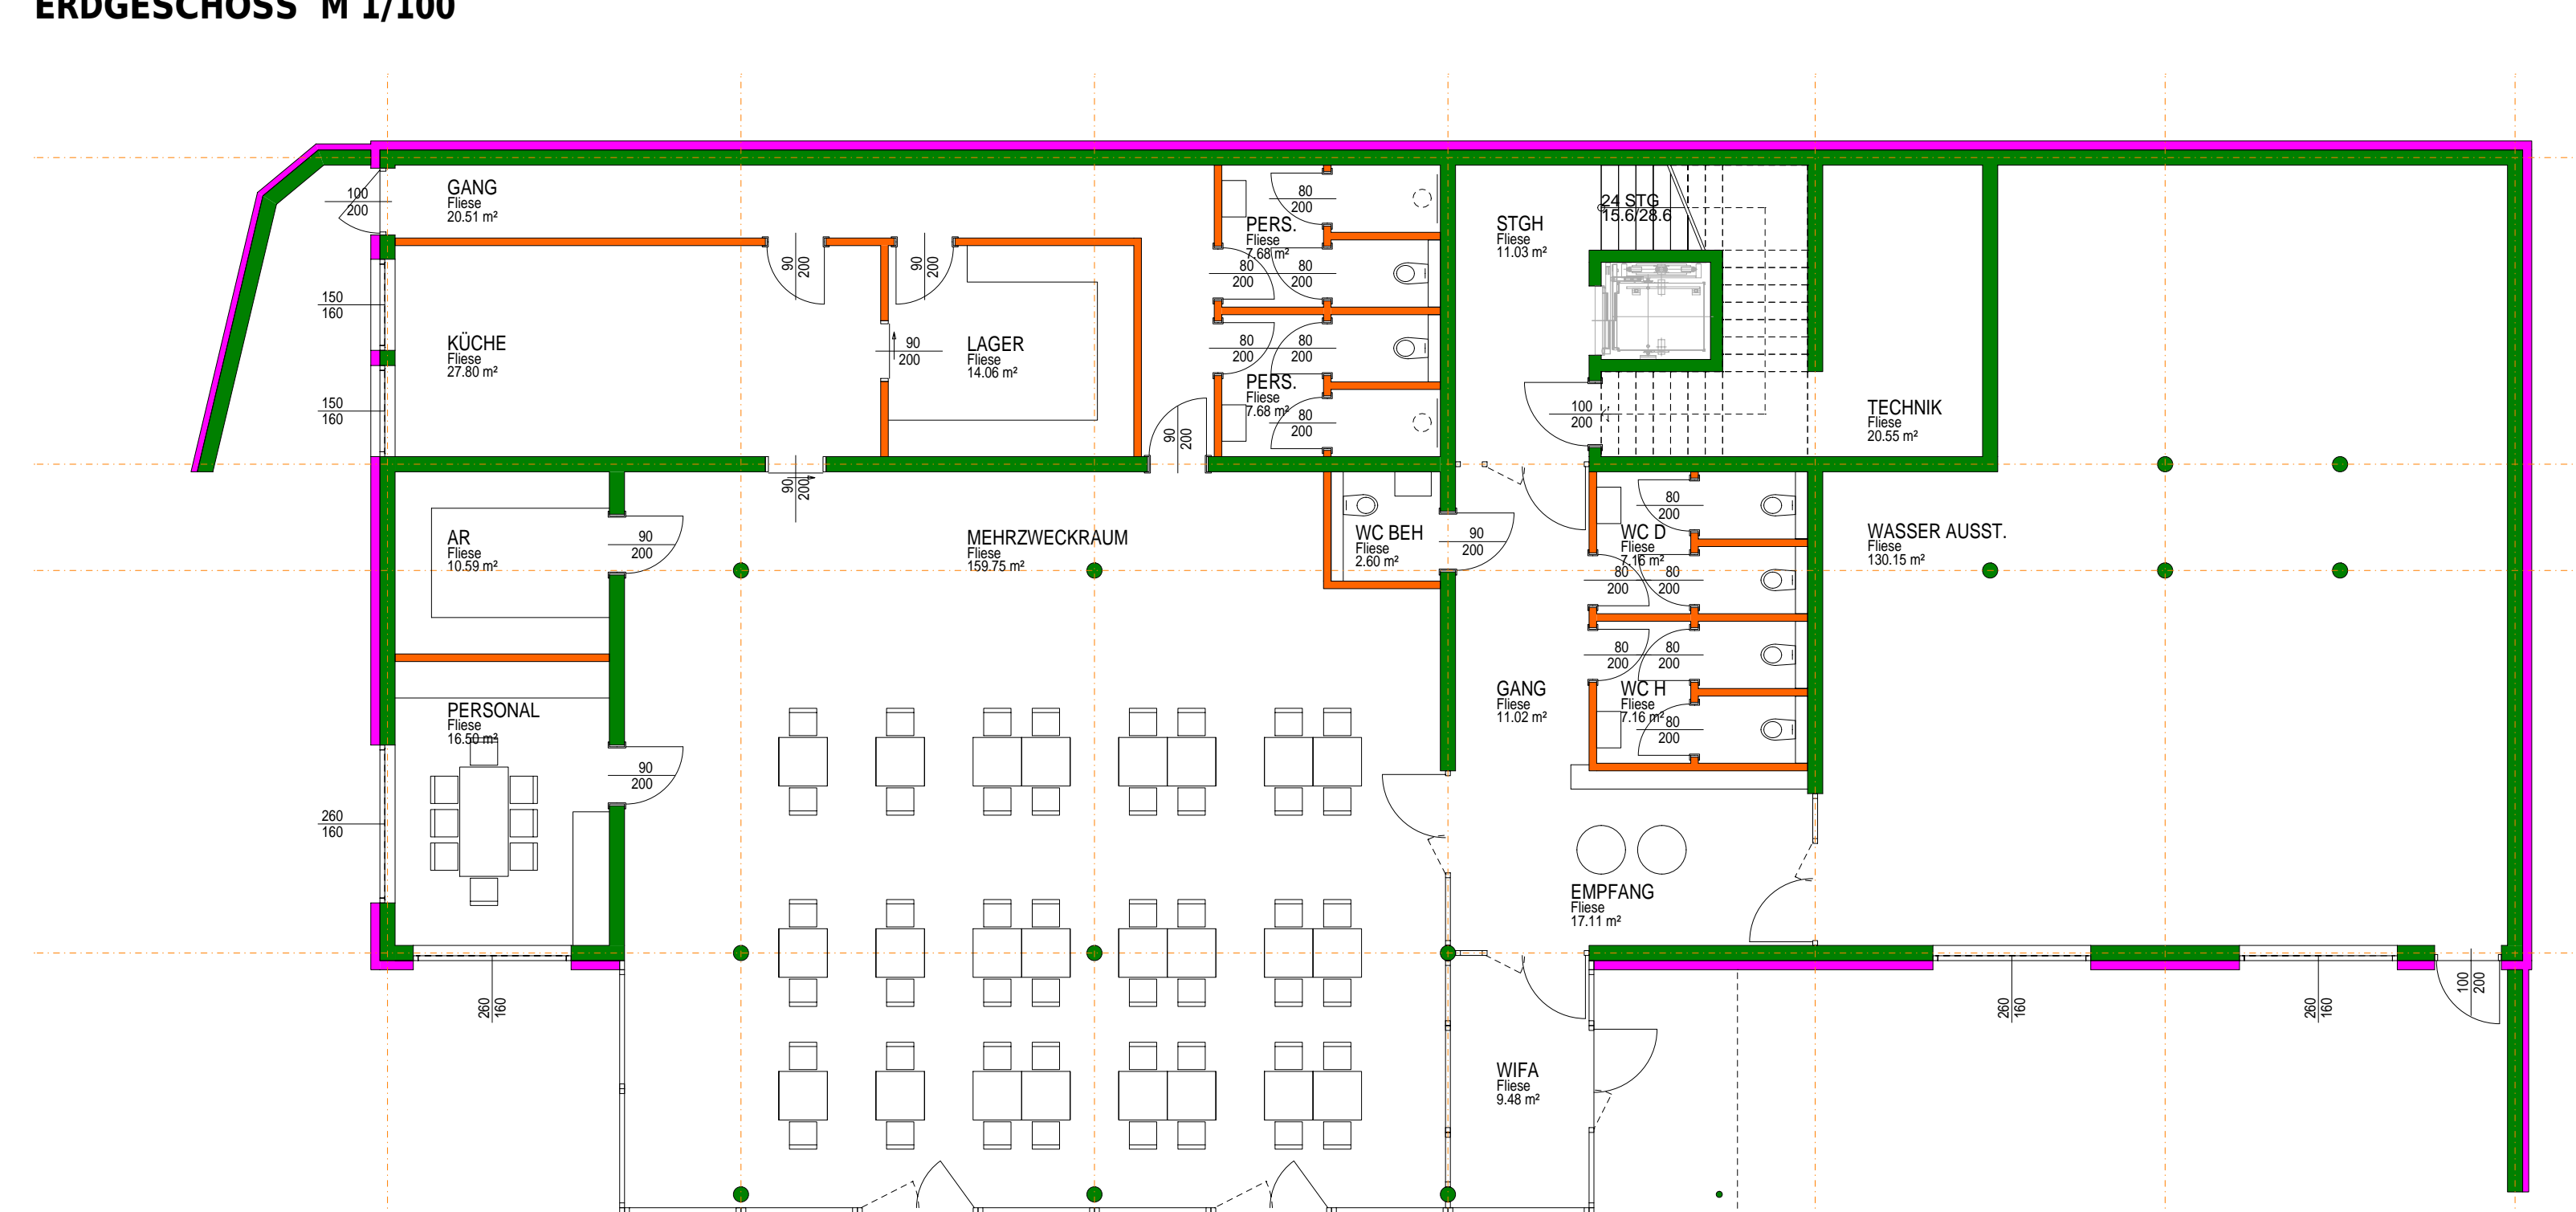 ERDGESCHOSS M 1/100
GANG
Fliese
20.51 m²
100
200
150
160
150
160
KÜCHE
Fliese
27.80 m²
90
200
90
200
90
200
LAGER
Fliese
14.06 m²
90
200
90
200
PERS.
Fliese
7.68 m²
80
200
80
200
80
200
PERS.
Fliese
7.68 m²
80
200
80
200
80
200
STGH
Fliese
11.03 m²
24 STG
15.6/28.6
100
200
TECHNIK
Fliese
20.55 m²
AR
Fliese
10.59 m²
90
200
MEHRZWECKRAUM
Fliese
159.75 m²
WC BEH
Fliese
2.60 m²
90
200
WC D
Fliese
7.16 m²
80
200
80
200
80
200
WASSER AUSST.
Fliese
130.15 m²
PERSONAL
Fliese
16.50 m²
90
200
260
160
260
160
GANG
Fliese
11.02 m²
WC H
Fliese
7.16 m²
80
200
80
200
80
200
EMPFANG
Fliese
17.11 m²
WIFA
Fliese
9.48 m²
260
160
260
160
100
200